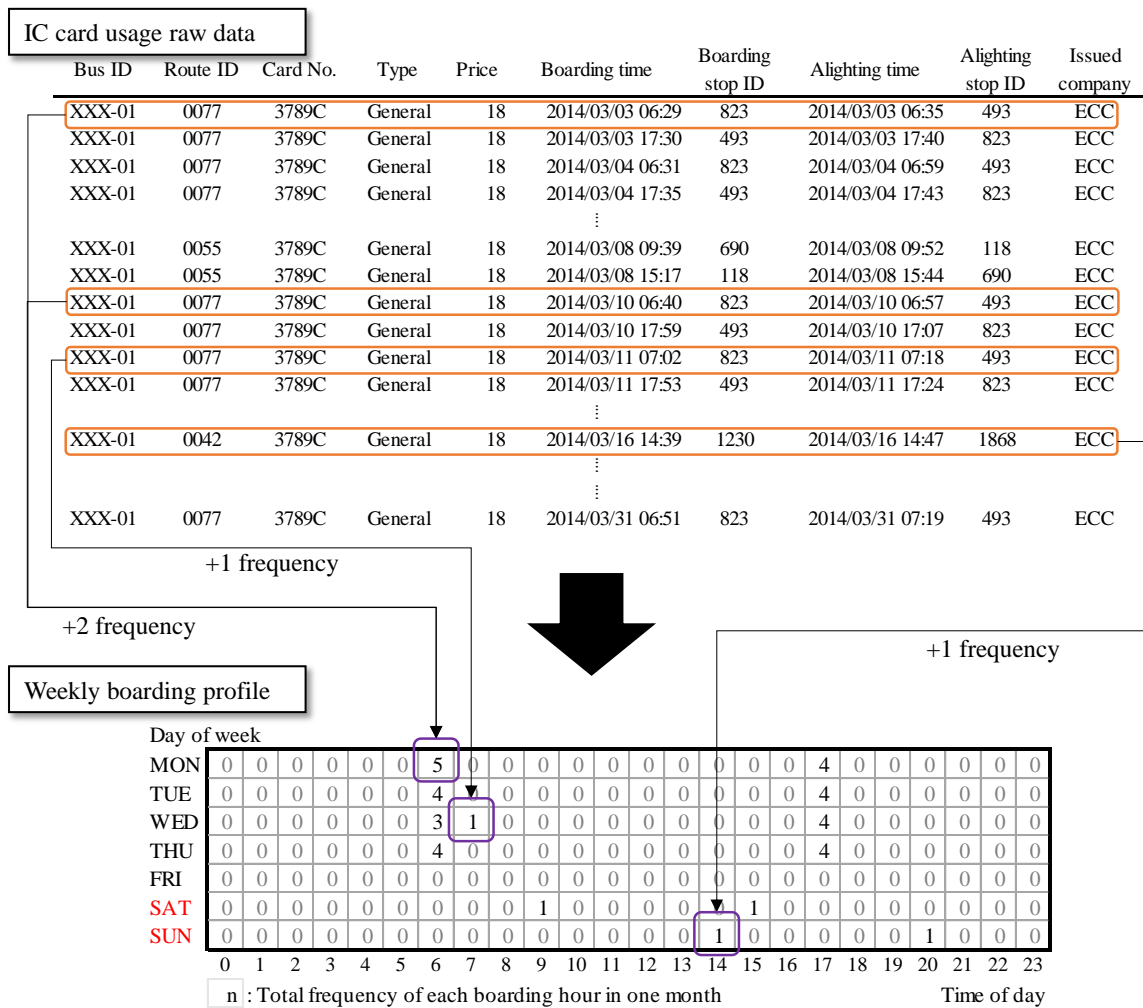 IC card usage raw data
Bus ID Route ID Card No. Type Price Boarding time Boarding stop ID Alighting time Alighting stop ID Issued company
XXX-01 0077 3789C General 18 2014/03/03 06:29 823 2014/03/03 06:35 493 ECC
XXX-01 0077 3789C General 18 2014/03/03 17:30 493 2014/03/03 17:40 823 ECC
XXX-01 0077 3789C General 18 2014/03/04 06:31 823 2014/03/04 06:59 493 ECC
XXX-01 0077 3789C General 18 2014/03/04 17:35 493 2014/03/04 17:43 823 ECC
XXX-01 0055 3789C General 18 2014/03/08 09:39 690 2014/03/08 09:52 118 ECC
XXX-01 0055 3789C General 18 2014/03/08 15:17 118 2014/03/08 15:44 690 ECC
XXX-01 0077 3789C General 18 2014/03/10 06:40 823 2014/03/10 06:57 493 ECC
XXX-01 0077 3789C General 18 2014/03/10 17:59 493 2014/03/10 17:07 823 ECC
XXX-01 0077 3789C General 18 2014/03/11 07:02 823 2014/03/11 07:18 493 ECC
XXX-01 0077 3789C General 18 2014/03/11 17:53 493 2014/03/11 17:24 823 ECC
XXX-01 0042 3789C General 18 2014/03/16 14:39 1230 2014/03/16 14:47 1868 ECC
XXX-01 0077 3789C General 18 2014/03/31 06:51 823 2014/03/31 07:19 493 ECC
+1 frequency
+2 frequency
+1 frequency
Weekly boarding profile
Day of week
MON 0 0 0 0 0 0 5 0 0 0 0 0 0 0 0 0 0 4 0 0 0 0 0 0
TUE 0 0 0 0 0 0 4 0 0 0 0 0 0 0 0 0 0 4 0 0 0 0 0 0
WED 0 0 0 0 0 0 3 1 0 0 0 0 0 0 0 0 0 4 0 0 0 0 0 0
THU 0 0 0 0 0 0 4 0 0 0 0 0 0 0 0 0 0 4 0 0 0 0 0 0
FRI 0 0 0 0 0 0 0 0 0 0 0 0 0 0 0 0 0 0 0 0 0 0 0 0
SAT 0 0 0 0 0 0 0 0 0 1 0 0 0 0 0 1 0 0 0 0 0 0 0 0
SUN 0 0 0 0 0 0 0 0 0 0 0 0 0 0 1 0 0 0 0 0 1 0 0 0
0 1 2 3 4 5 6 7 8 9 10 11 12 13 14 15 16 17 18 19 20 21 22 23
n : Total frequency of each boarding hour in one month Time of day